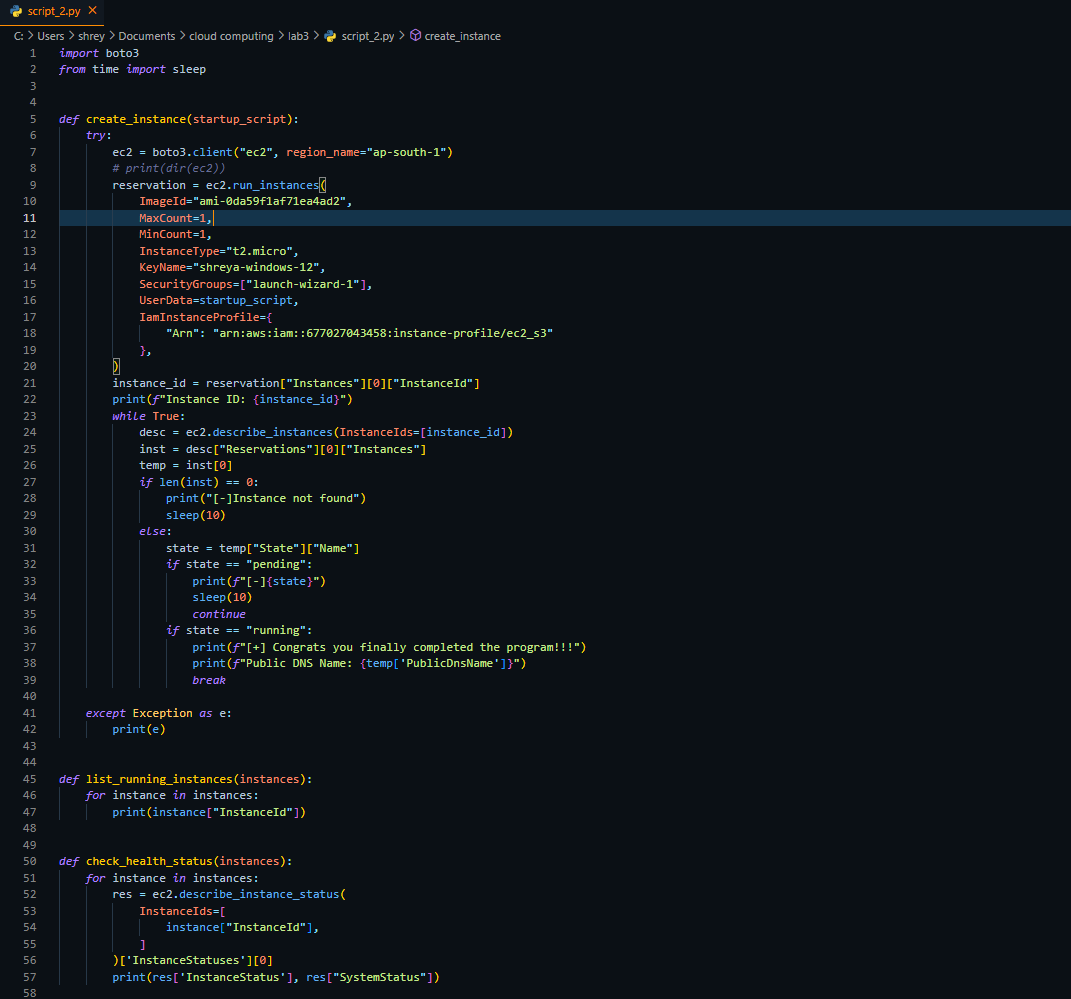 script_2.py
C: > Users > shrey > Documents > cloud computing > lab3 > script_2.py > create_instance
1 import boto3
2 from time import sleep
3
4
5 def create_instance(startup_script):
6     try:
7         ec2 = boto3.client("ec2", region_name="ap-south-1")
8         # print(dir(ec2))
9         reservation = ec2.run_instances(
10             ImageId="ami-0da59f1af71ea4ad2",
11             MaxCount=1,
12             MinCount=1,
13             InstanceType="t2.micro",
14             KeyName="shreya-windows-12",
15             SecurityGroups=["launch-wizard-1"],
16             UserData=startup_script,
17             IamInstanceProfile={
18                 "Arn": "arn:aws:iam::677027043458:instance-profile/ec2_s3"
19             },
20         )
21         instance_id = reservation["Instances"][0]["InstanceId"]
22         print(f"Instance ID: {instance_id}")
23         while True:
24             desc = ec2.describe_instances(InstanceIds=[instance_id])
25             inst = desc["Reservations"][0]["Instances"]
26             temp = inst[0]
27             if len(inst) == 0:
28                 print("[-]Instance not found")
29                 sleep(10)
30             else:
31                 state = temp["State"]["Name"]
32                 if state == "pending":
33                     print(f"[-]{state}")
34                     sleep(10)
35                     continue
36                 if state == "running":
37                     print(f"[+] Congrats you finally completed the program!!!")
38                     print(f"Public DNS Name: {temp['PublicDnsName']}")
39                     break
40
41     except Exception as e:
42         print(e)
43
44
45 def list_running_instances(instances):
46     for instance in instances:
47         print(instance["InstanceId"])
48
49
50 def check_health_status(instances):
51     for instance in instances:
52         res = ec2.describe_instance_status(
53             InstanceIds=[
54                 instance["InstanceId"],
55             ]
56         )['InstanceStatuses'][0]
57         print(res['InstanceStatus'], res["SystemStatus"])
58